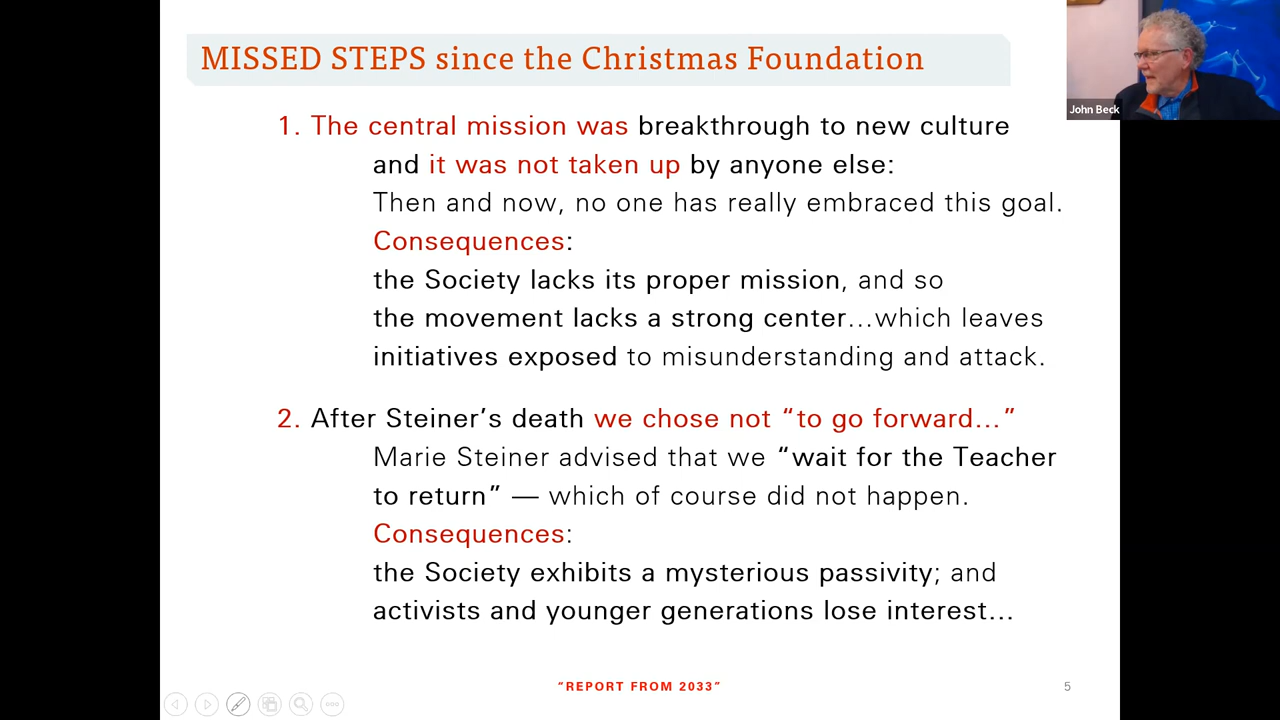 MISSED STEPS since the Christmas Foundation
John Beck
1. The central mission was breakthrough to new culture
and it was not taken up by anyone else:
Then and now, no one has really embraced this goal.
Consequences:
the Society lacks its proper mission, and so
the movement lacks a strong center…which leaves
initiatives exposed to misunderstanding and attack.
2. After Steiner’s death we chose not “to go forward…”
Marie Steiner advised that we “wait for the Teacher
to return” — which of course did not happen.
Consequences:
the Society exhibits a mysterious passivity; and
activists and younger generations lose interest…
“REPORT FROM 2033”
5